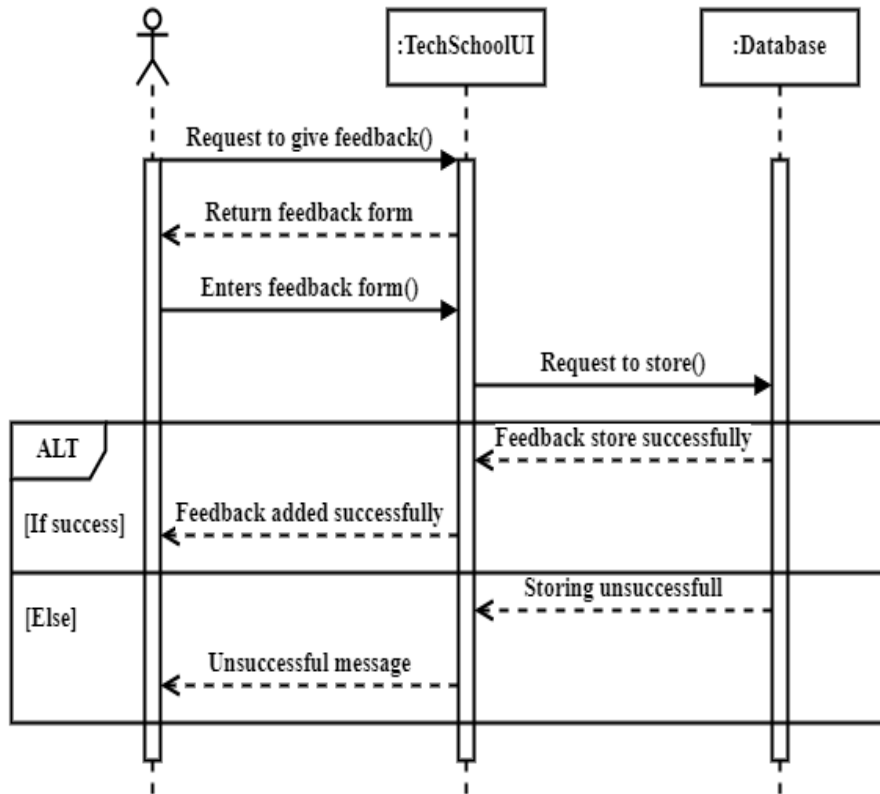 :TechSchoolUI
:Database
Request to give feedback()
Return feedback form
Enters feedback form()
Request to store()
ALT
Feedback store successfully
[If success]
Feedback added successfully
Storing unsuccessfull
[Else]
Unsuccessful message